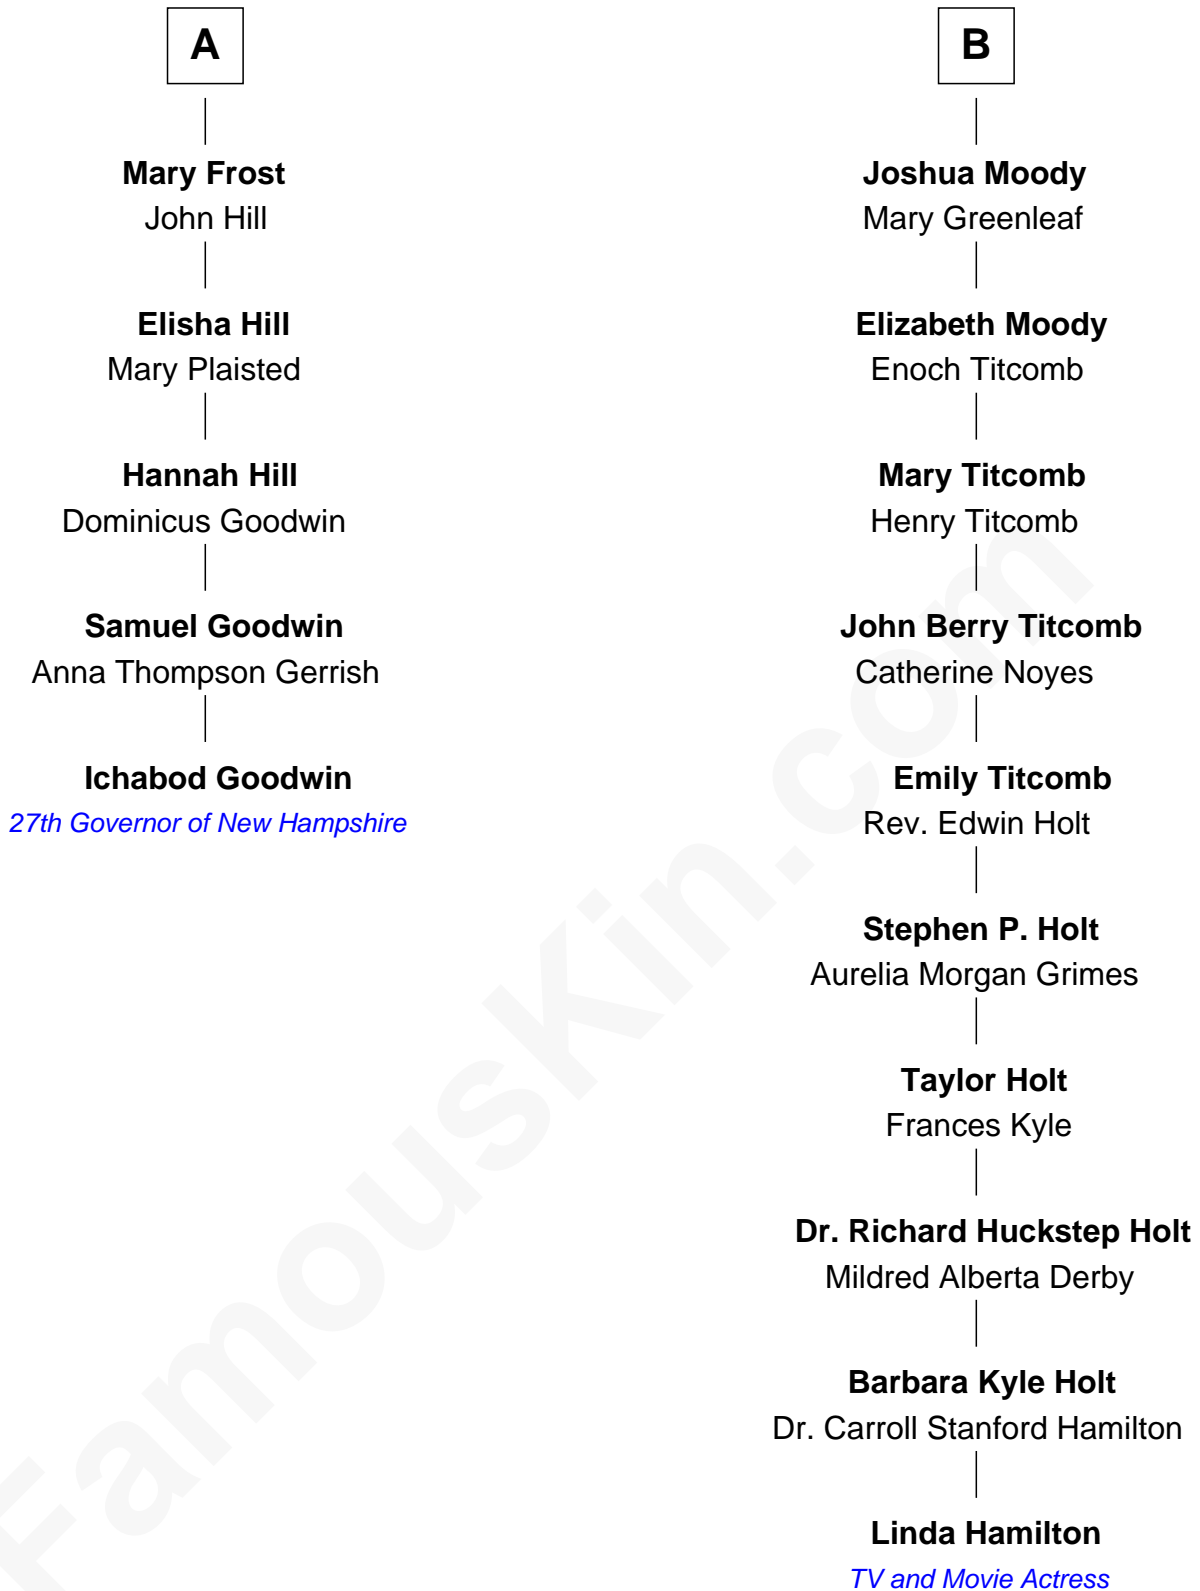 A
Mary Frost
John Hill
Elisha Hill
Mary Plaisted
Hannah Hill
Dominicus Goodwin
Samuel Goodwin
Anna Thompson Gerrish
Ichabod Goodwin
27th Governor of New Hampshire
B
Joshua Moody
Mary Greenleaf
Elizabeth Moody
Enoch Titcomb
Mary Titcomb
Henry Titcomb
John Berry Titcomb
Catherine Noyes
Emily Titcomb
Rev. Edwin Holt
Stephen P. Holt
Aurelia Morgan Grimes
Taylor Holt
Frances Kyle
Dr. Richard Huckstep Holt
Mildred Alberta Derby
Barbara Kyle Holt
Dr. Carroll Stanford Hamilton
Linda Hamilton
TV and Movie Actress
FamousKin.com